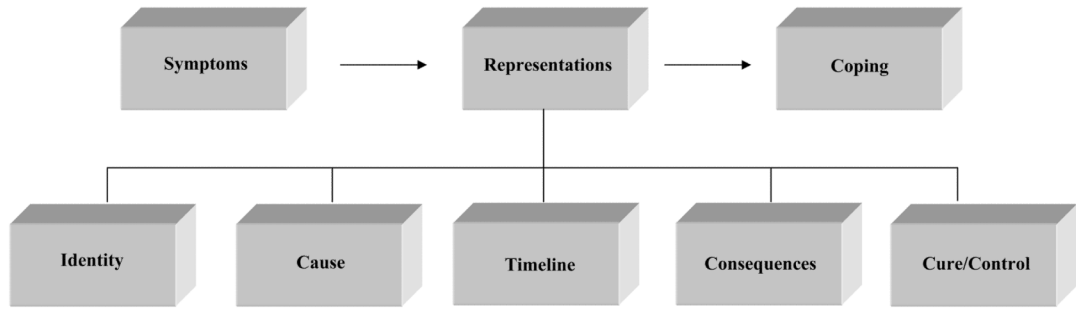 Symptoms
Representations
Coping
Identity
Cause
Timeline
Consequences
Cure/Control